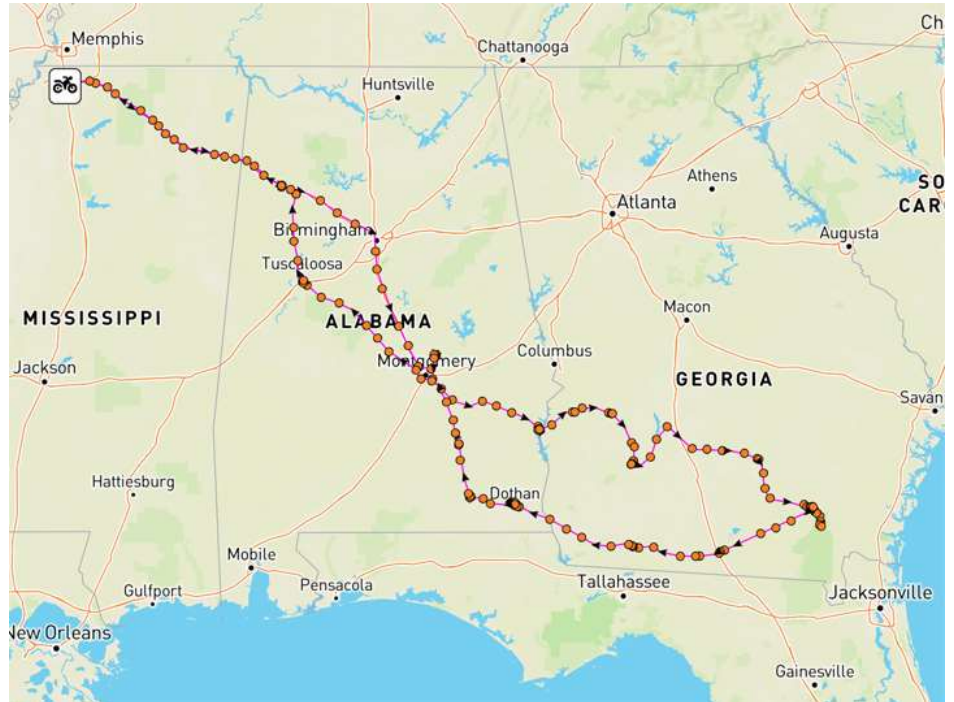 Memphis
Chattanooga
Ch
Huntsville
Athens
SO
CAR
Atlanta
Birmingham
Augusta
Tuscaloosa
Macon
MISSISSIPPI
ALABAMA
Columbus
Montgomery
Jackson
GEORGIA
Savan
Hattiesburg
Dothan
Mobile
Pensacola
Tallahassee
Gulfport
Jacksonville
New Orleans
Gainesville